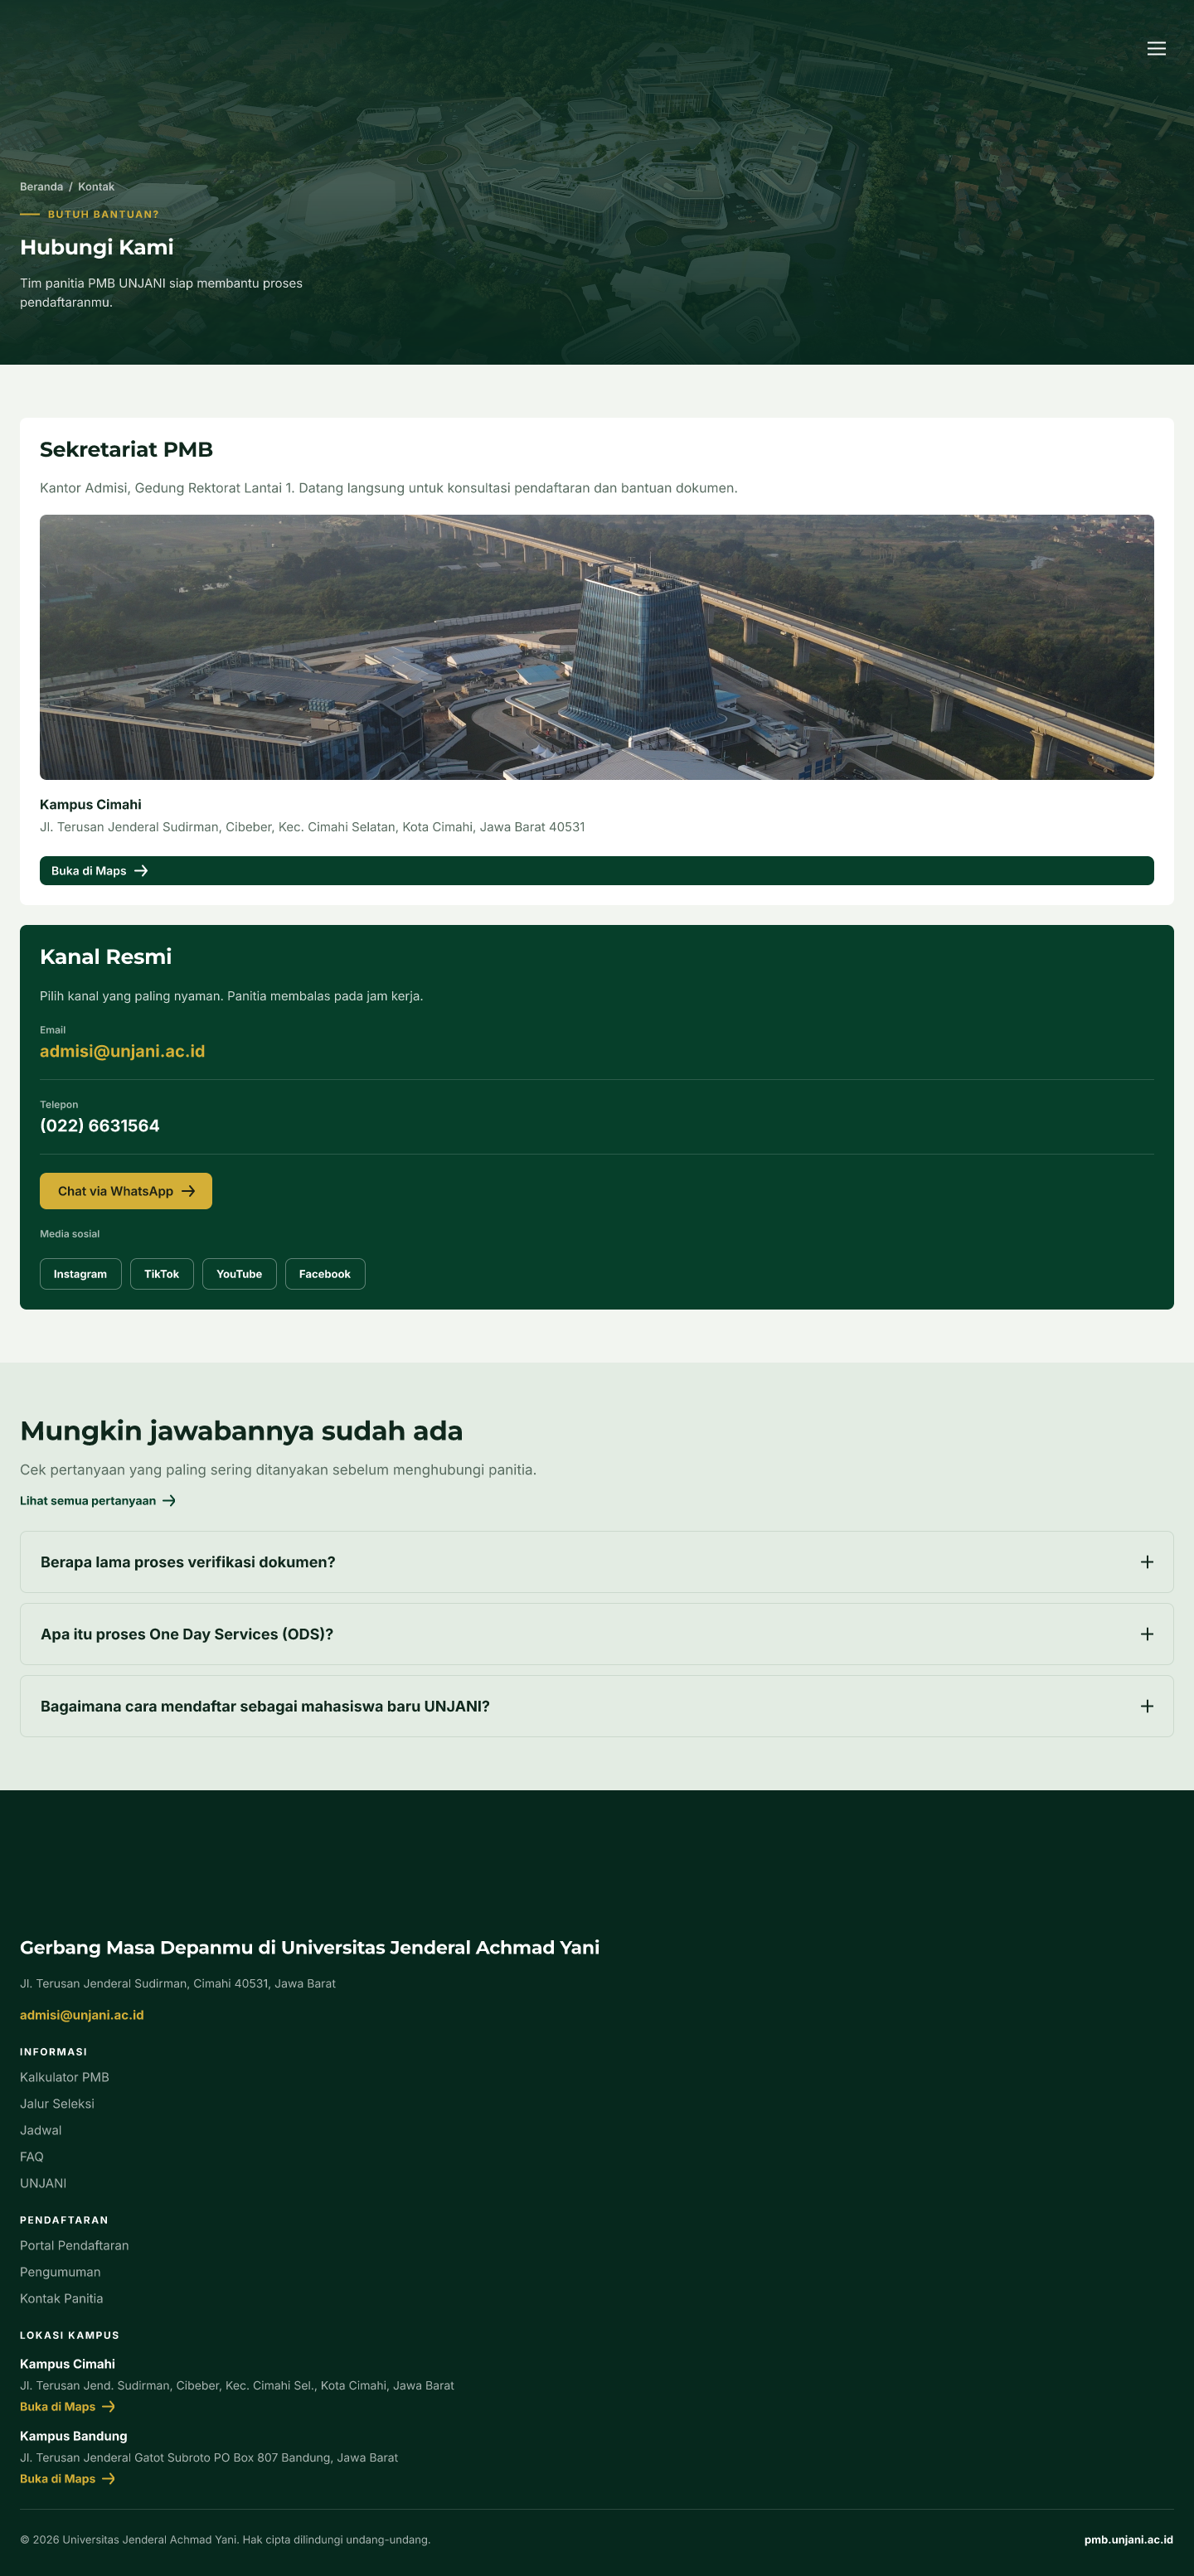 Beranda / Kontak
BUTUH BANTUAN?
Hubungi Kami
Tim panitia PMB UNJANI siap membantu proses
pendaftaranmu.
Sekretariat PMB
Kantor Admisi, Gedung Rektorat Lantai 1. Datang langsung untuk konsultasi pendaftaran dan bantuan dokumen.
Kampus Cimahi
Jl. Terusan Jenderal Sudirman, Cibeber, Kec. Cimahi Selatan, Kota Cimahi, Jawa Barat 40531
Buka di Maps →
Kanal Resmi
Pilih kanal yang paling nyaman. Panitia membalas pada jam kerja.
Email
admisi@unjani.ac.id
Telepon
(022) 6631564
Chat via WhatsApp →
Media sosial
Instagram TikTok YouTube Facebook
Mungkin jawabannya sudah ada
Cek pertanyaan yang paling sering ditanyakan sebelum menghubungi panitia.
Lihat semua pertanyaan →
Berapa lama proses verifikasi dokumen? +
Apa itu proses One Day Services (ODS)? +
Bagaimana cara mendaftar sebagai mahasiswa baru UNJANI? +
Gerbang Masa Depanmu di Universitas Jenderal Achmad Yani
Jl. Terusan Jenderal Sudirman, Cimahi 40531, Jawa Barat
admisi@unjani.ac.id
INFORMASI
Kalkulator PMB
Jalur Seleksi
Jadwal
FAQ
UNJANI
PENDAFTARAN
Portal Pendaftaran
Pengumuman
Kontak Panitia
LOKASI KAMPUS
Kampus Cimahi
Jl. Terusan Jend. Sudirman, Cibeber, Kec. Cimahi Sel., Kota Cimahi, Jawa Barat
Buka di Maps →
Kampus Bandung
Jl. Terusan Jenderal Gatot Subroto PO Box 807 Bandung, Jawa Barat
Buka di Maps →
© 2026 Universitas Jenderal Achmad Yani. Hak cipta dilindungi undang-undang. pmb.unjani.ac.id